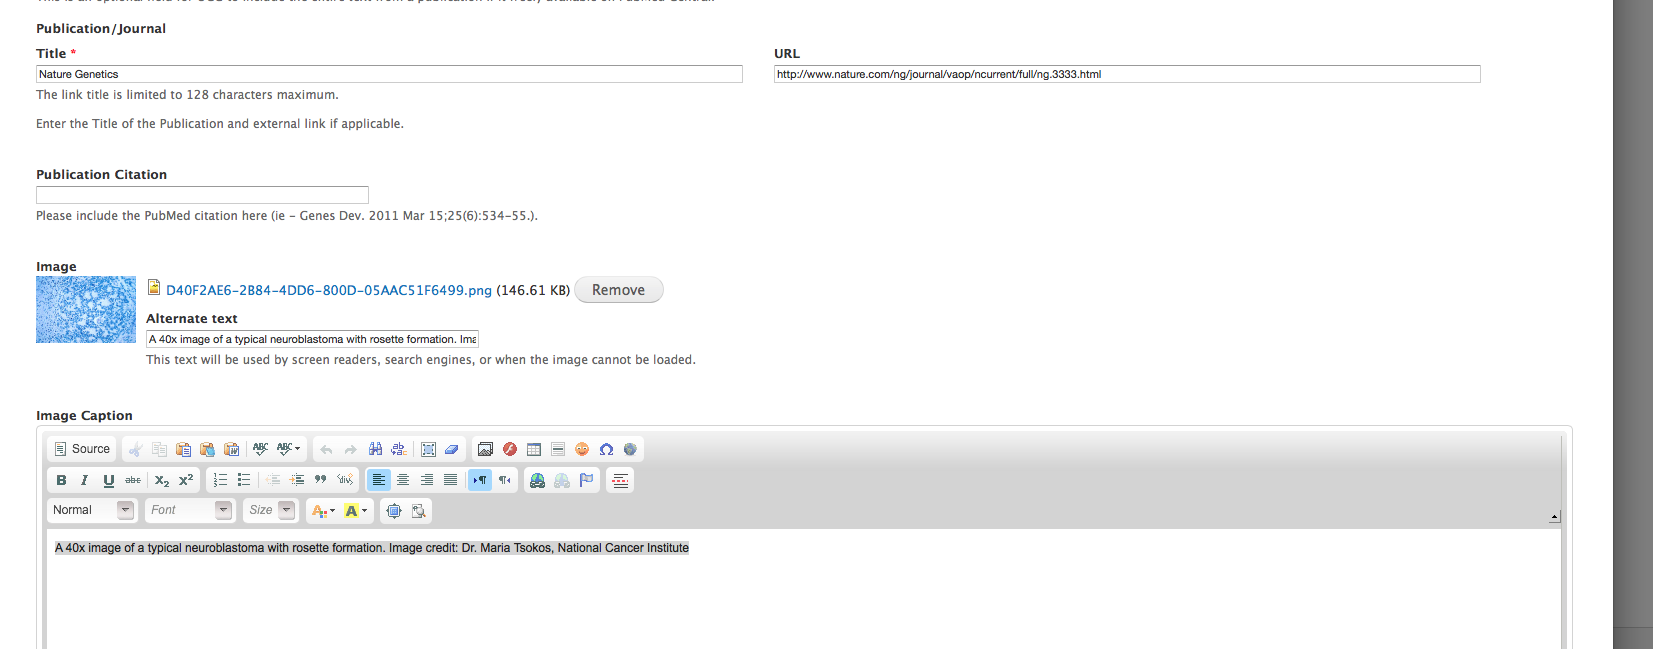 Publication/Journal
Title *
URL
Nature Genetics
http://www.nature.com/ng/journal/vaop/ncurrent/full/ng.3333.html
The link title is limited to 128 characters maximum.
Enter the Title of the Publication and external link if applicable.
Publication Citation
Please include the PubMed citation here (ie - Genes Dev. 2011 Mar 15;25(6):534-55.).
Image
D40F2AE6-2B84-4DD6-800D-05AAC51F6499.png (146.61 KB) Remove
Alternate text
A 40x image of a typical neuroblastoma with rosette formation. Ima
This text will be used by screen readers, search engines, or when the image cannot be loaded.
Image Caption
Source
Normal Font Size
A 40x image of a typical neuroblastoma with rosette formation. Image credit: Dr. Maria Tsokos, National Cancer Institute